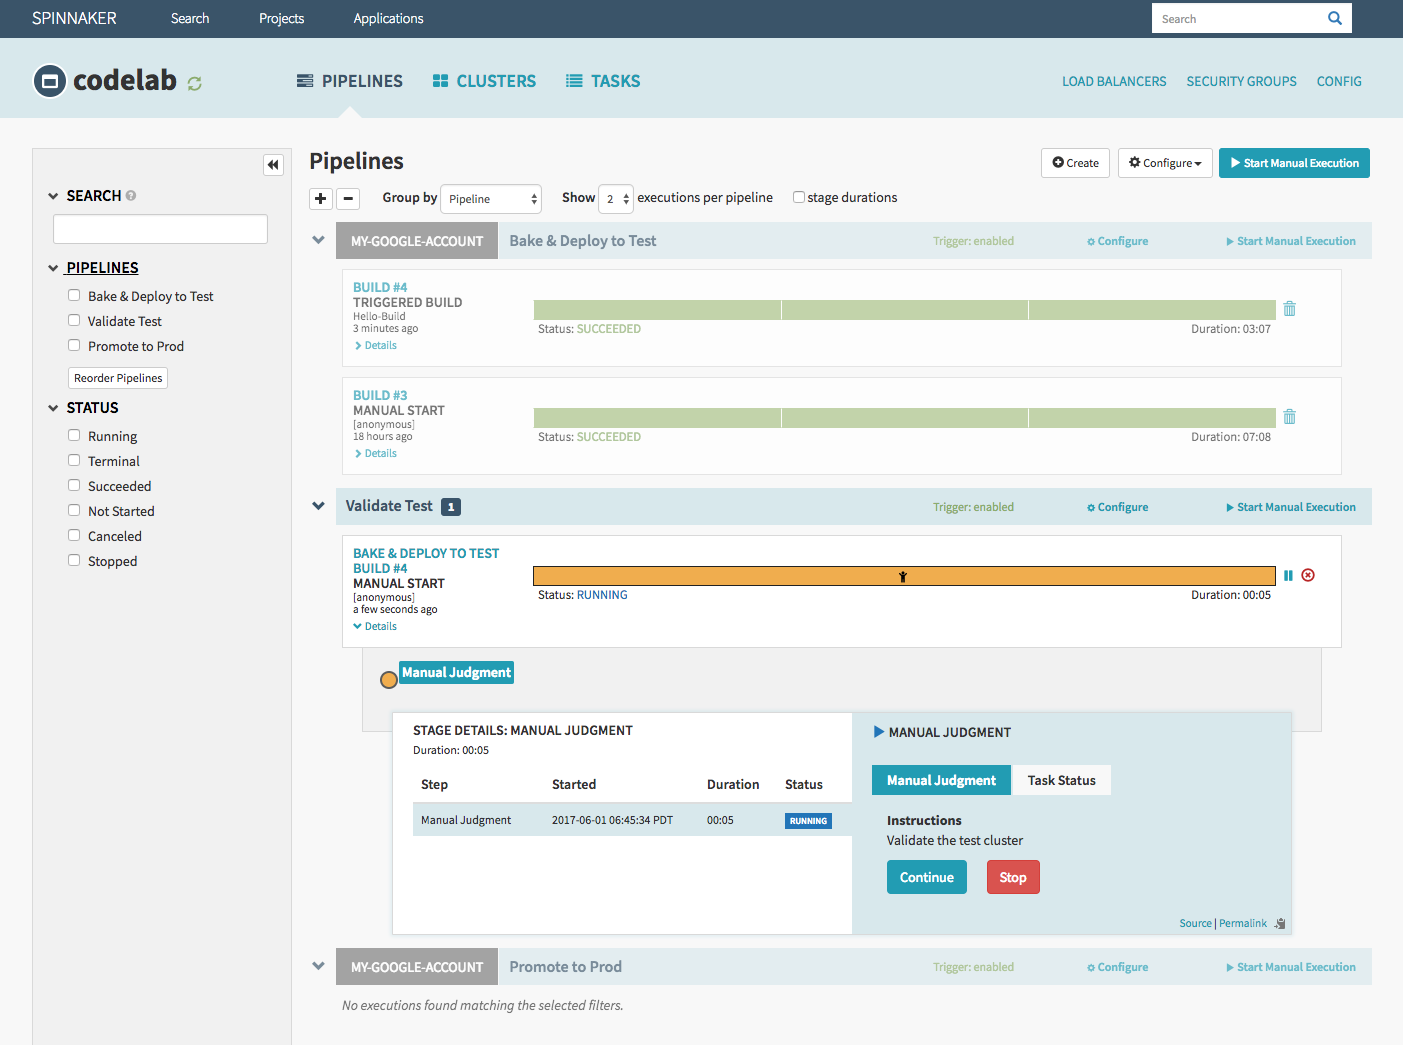 SPINNAKER Search Projects Applications Search
codelab PIPELINES CLUSTERS TASKS LOAD BALANCERS SECURITY GROUPS CONFIG
SEARCH
PIPELINES
Bake & Deploy to Test
Validate Test
Promote to Prod
Reorder Pipelines
STATUS
Running
Terminal
Succeeded
Not Started
Canceled
Stopped
Pipelines Create Configure Start Manual Execution
Group by Pipeline Show 2 executions per pipeline stage durations
MY-GOOGLE-ACCOUNT Bake & Deploy to Test Trigger: enabled Configure Start Manual Execution
BUILD #4
TRIGGERED BUILD
Hello-Build
3 minutes ago
Details
Status: SUCCEEDED Duration: 03:07
BUILD #3
MANUAL START
[anonymous]
18 hours ago
Details
Status: SUCCEEDED Duration: 07:08
Validate Test 1 Trigger: enabled Configure Start Manual Execution
BAKE & DEPLOY TO TEST
BUILD #4
MANUAL START
[anonymous]
a few seconds ago
Details
Status: RUNNING Duration: 00:05
Manual Judgment
STAGE DETAILS: MANUAL JUDGMENT
Duration: 00:05
Step Started Duration Status
Manual Judgment 2017-06-01 06:45:34 PDT 00:05 RUNNING
MANUAL JUDGMENT
Manual Judgment Task Status
Instructions
Validate the test cluster
Continue Stop
Source | Permalink
MY-GOOGLE-ACCOUNT Promote to Prod Trigger: enabled Configure Start Manual Execution
No executions found matching the selected filters.